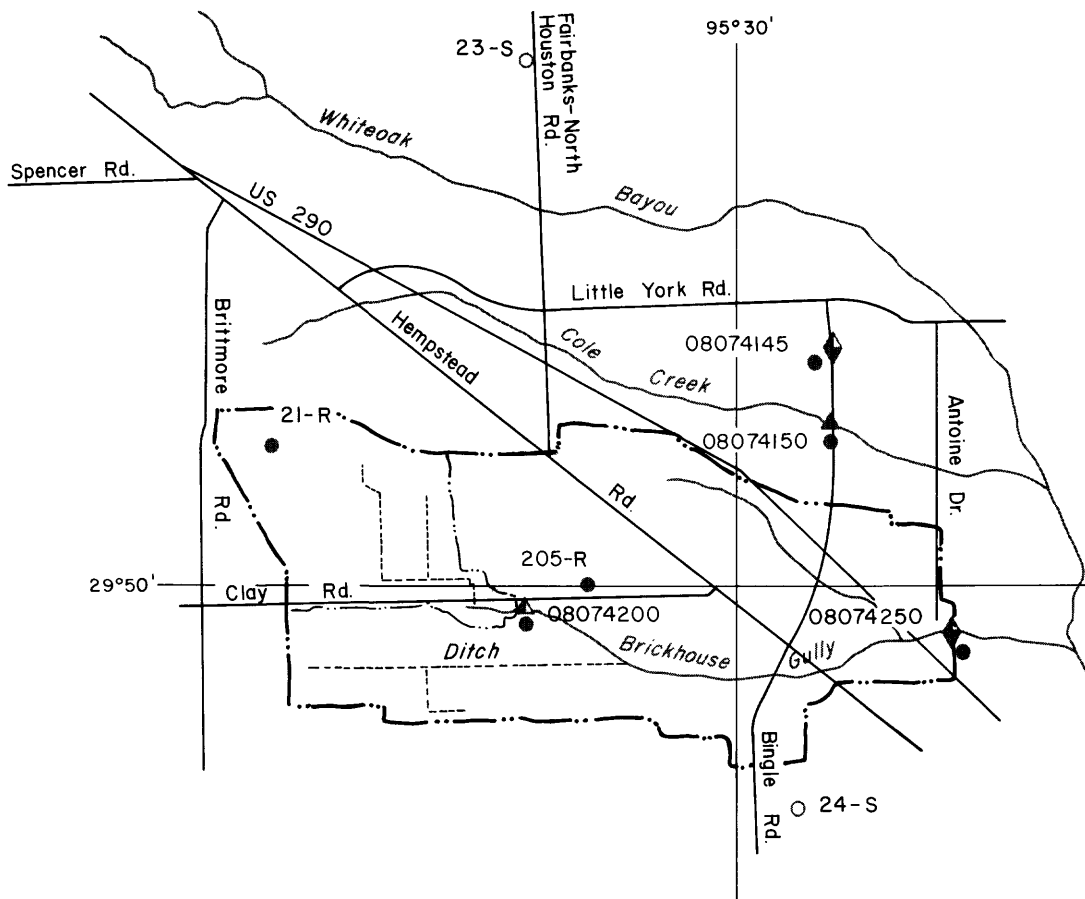 95°30'
23-S
Fairbanks-North
Houston Rd.
Whiteoak
Bayou
Spencer Rd.
US 290
Little York Rd.
Brittmore
Rd.
Hempstead
Rd.
Cole
Creek
08074145
08074150
Antoine
Dr.
21-R
205-R
29°50'
Clay Rd.
08074200
08074250
Ditch
Brickhouse
Gully
Bingle
Rd.
24-S